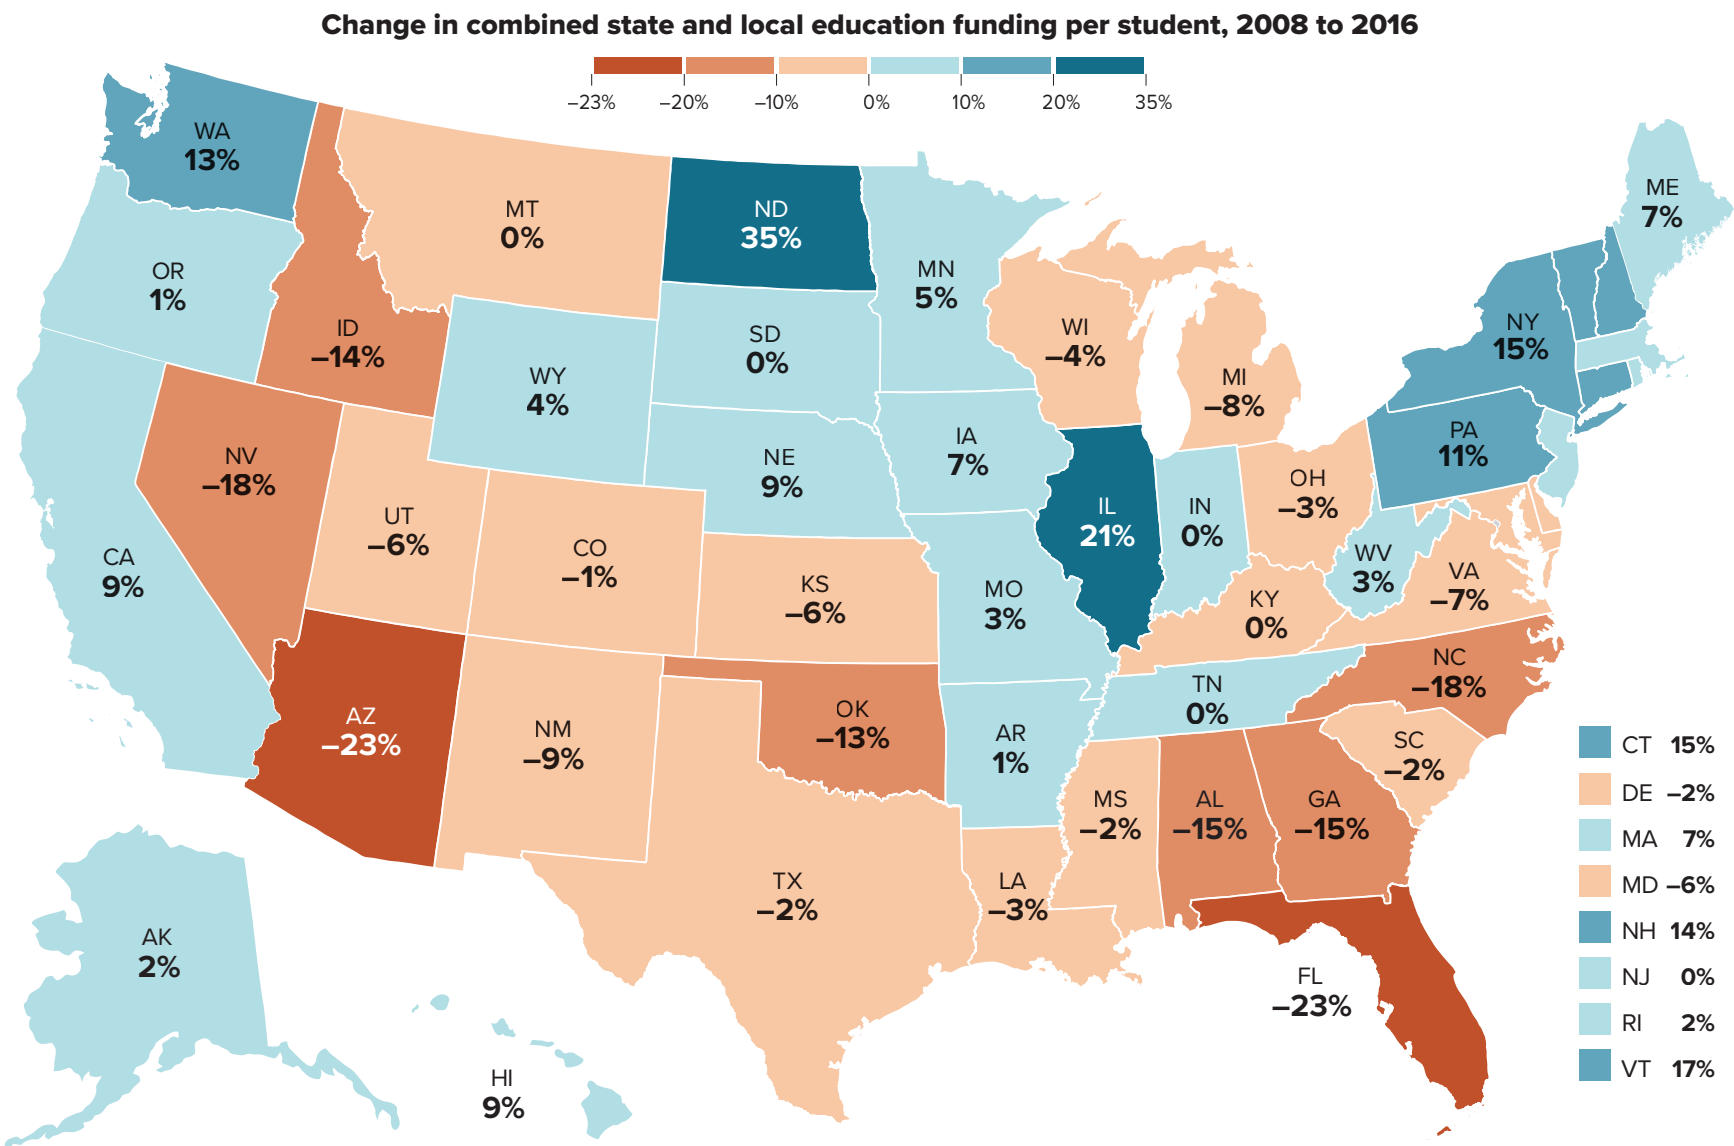 Change in combined state and local education funding per student, 2008 to 2016
–23% –20% –10% 0% 10% 20% 35%
WA
13%
OR
1%
CA
9%
ID
–14%
NV
–18%
MT
0%
WY
4%
UT
–6%
CO
–1%
AZ
–23%
NM
–9%
ND
35%
SD
0%
NE
9%
KS
–6%
OK
–13%
TX
–2%
MN
5%
IA
7%
MO
3%
AR
1%
LA
–3%
WI
–4%
IL
21%
MI
–8%
IN
0%
OH
–3%
KY
0%
TN
0%
MS
–2%
AL
–15%
GA
–15%
FL
–23%
SC
–2%
NC
–18%
VA
–7%
WV
3%
PA
11%
NY
15%
ME
7%
AK
2%
HI
9%
CT 15%
DE –2%
MA 7%
MD –6%
NH 14%
NJ 0%
RI 2%
VT 17%